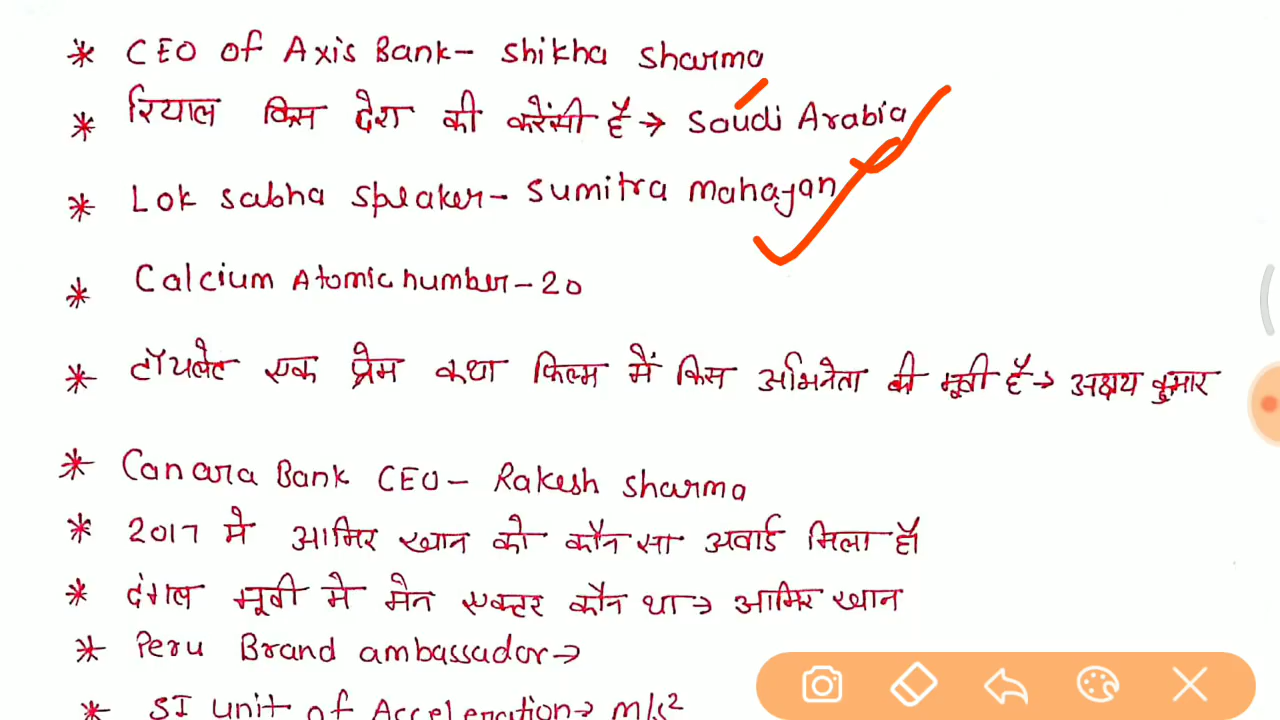 * CEO of Axis Bank- Shikha Sharma
* रियाल किस देश की करेंसी है → Saudi Arabia
* Lok sabha Speaker- Sumitra mahajan
* Calcium Atomic number-20
* टॉयलेट एक प्रेम कथा फिल्म में किस अभिनेता की मूवी है → अक्षय कुमार
* Canara Bank CEO- Rakesh Sharma
* 2017 मे आमिर खान को कौन सा अवार्ड मिला है
* दंगल मूवी मे मैन एक्टर कौन था → आमिर खान
* Peru Brand ambassador →
* SI unit of Acceleration → m/s²